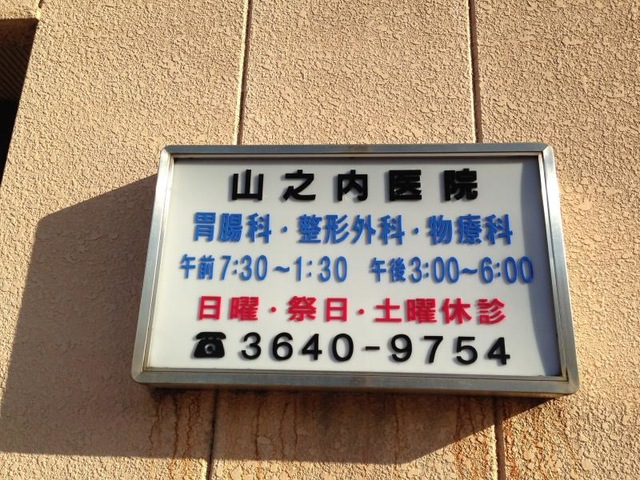 山之内医院
胃腸科・整形外科・物療科
午前7:30～1:30 午後3:00～6:00
日曜・祭日・土曜休診
☎3640-9754